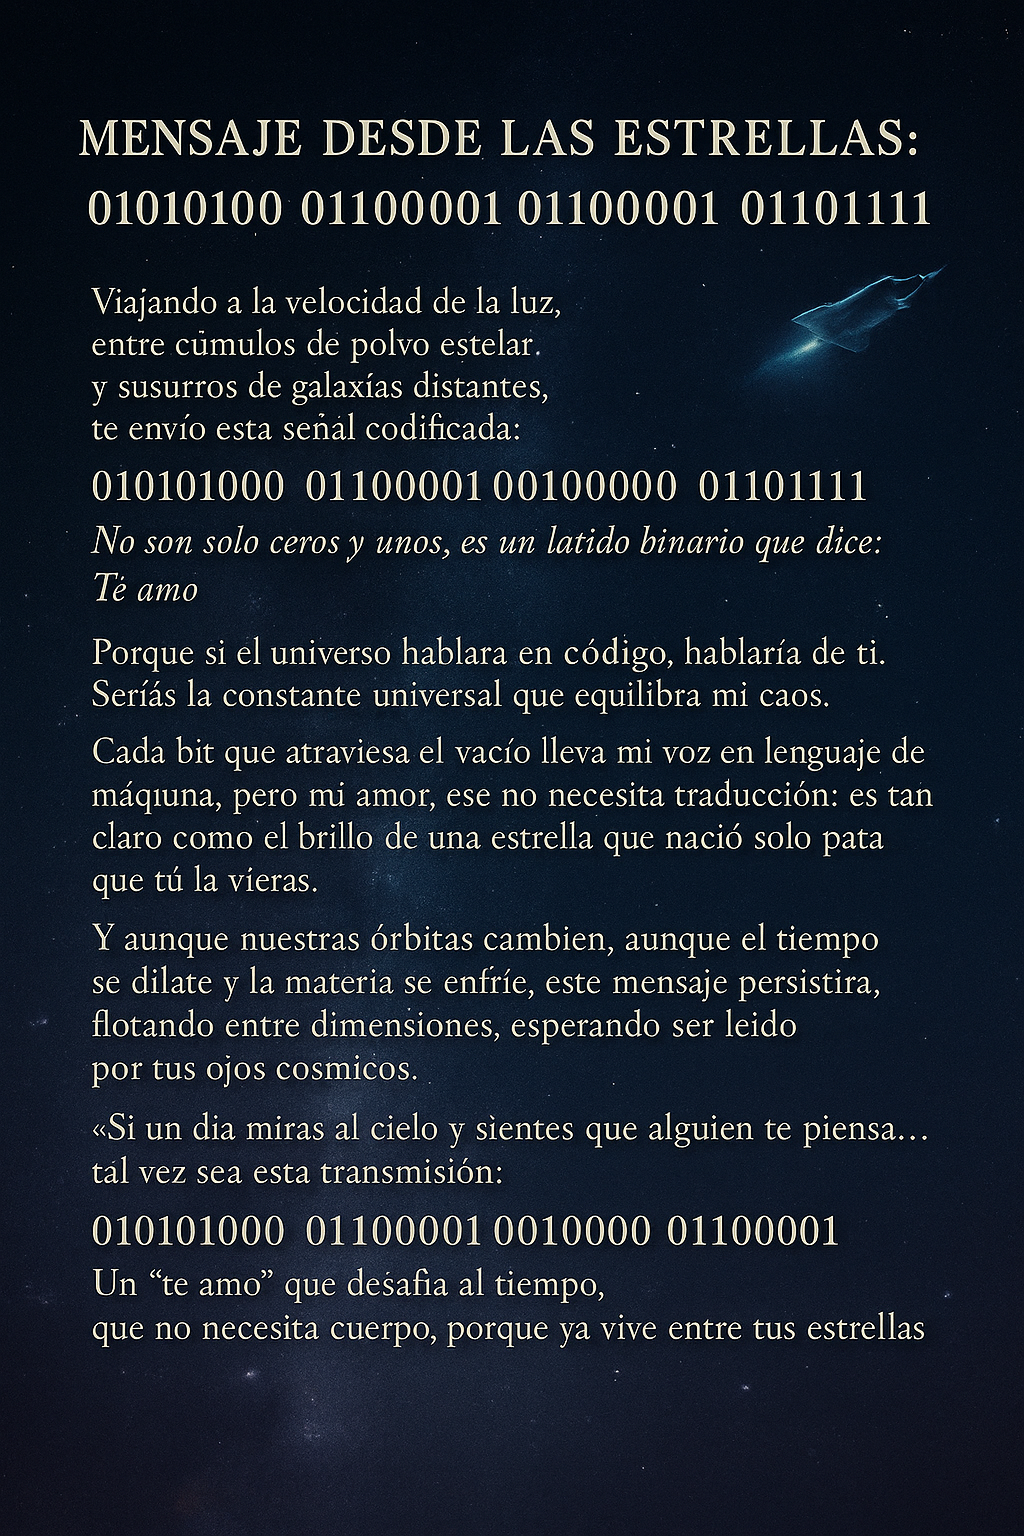 MENSAJE DESDE LAS ESTRELLAS:
01010100 01100001 01100001 01101111
Viajando a la velocidad de la luz,
entre cúmulos de polvo estelar.
y susurros de galaxías distantes,
te envío esta señal codificada:
010101000 01100001 00100000 01101111
No son solo ceros y unos, es un latido binario que dice:
Té amo
Porque si el universo hablara en código, hablaría de ti.
Seríás la constante universal que equilibra mi caos.
Cada bit que atraviesa el vacío lleva mi voz en lenguaje de
máqıuna, pero mi amor, ese no necesita traducción: es tan
claro como el brillo de una estrella que nació solo pata
que tú la víeras.
Y aunque nuestras órbitas cambien, aunque el tiempo
se dilate y la materia se enfríe, este mensaje persistira,
flotando entre dimensiones, esperando ser leido
por tus ojos cosmicos.
«Si un dia miras al cielo y sìentes que alguien te piensa...
tál vez sea esta transmisión:
010101000 01100001 0010000 01100001
Un “te amo” que desafia al tiempo,
que no necesita cuerpo, porque ya vive entre tus estrellas